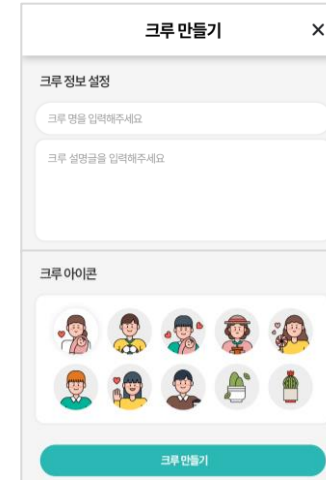 크루 만들기
크루 정보 설정
크루 명을 입력해주세요
크루 설명글을 입력해주세요
크루 아이콘
크루 만들기